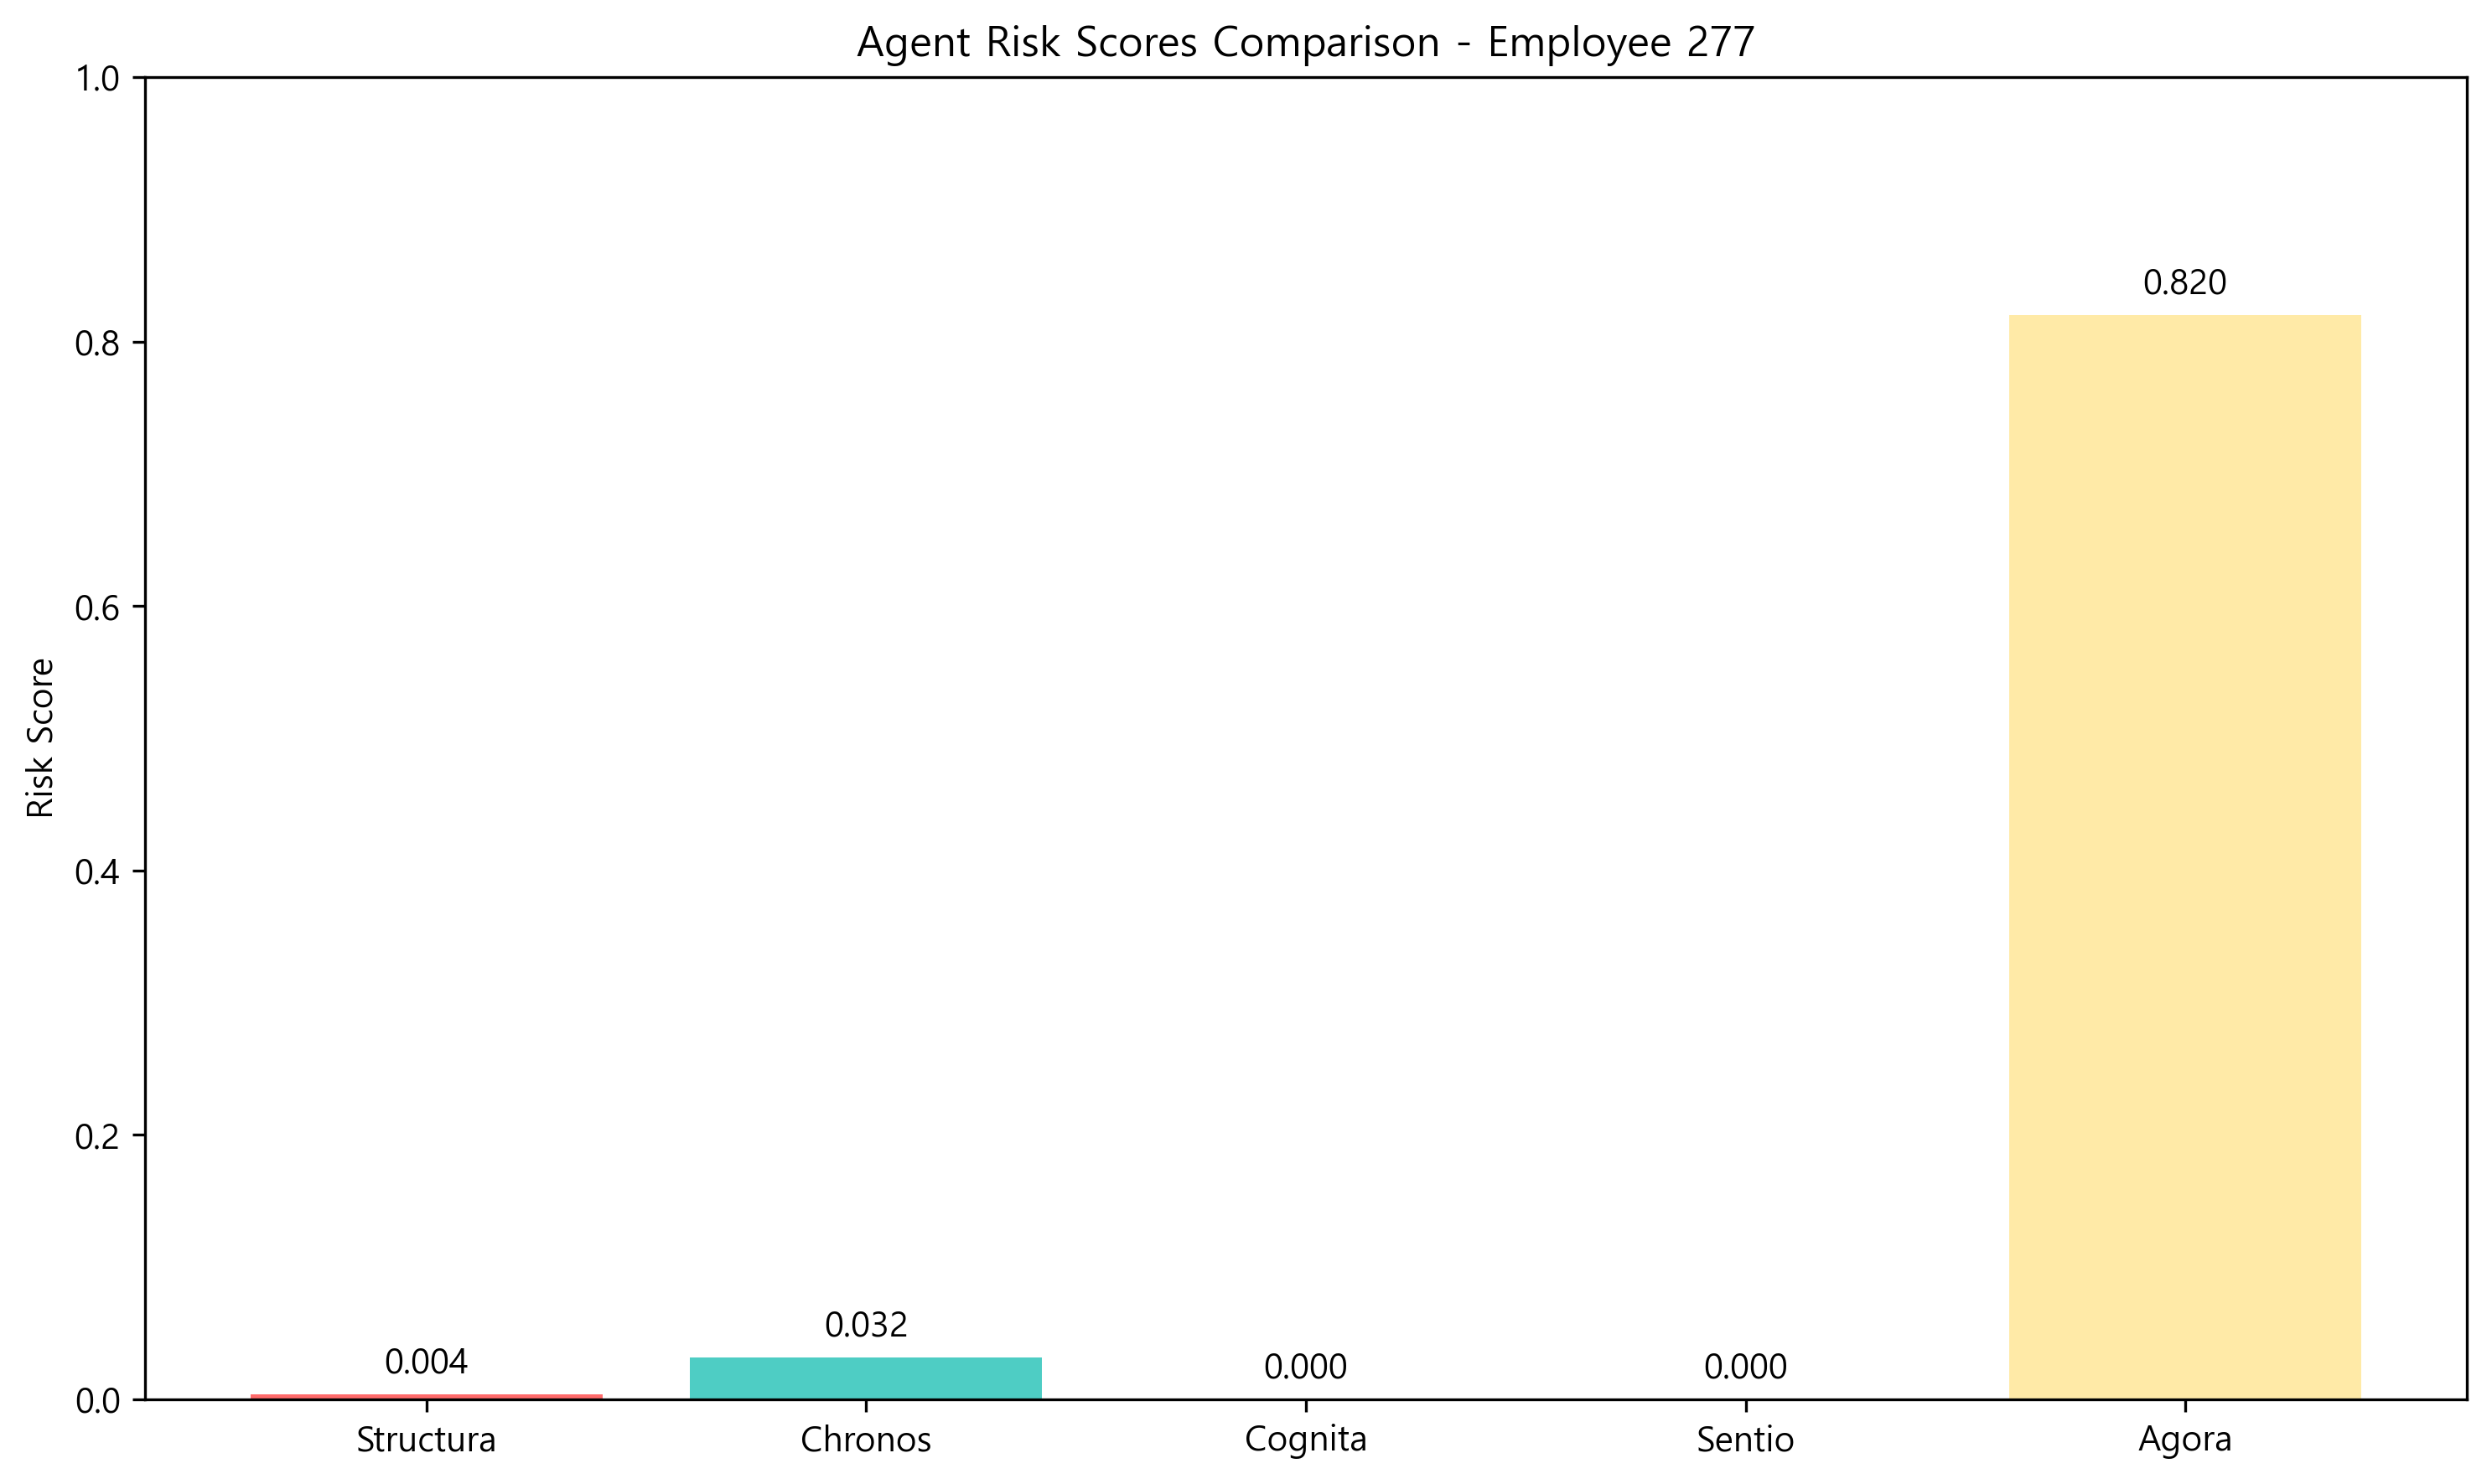 Agent Risk Scores Comparison - Employee 277
Risk Score
1.0
0.8
0.6
0.4
0.2
0.0
0.004
0.032
0.000
0.000
0.820
Structura
Chronos
Cognita
Sentio
Agora